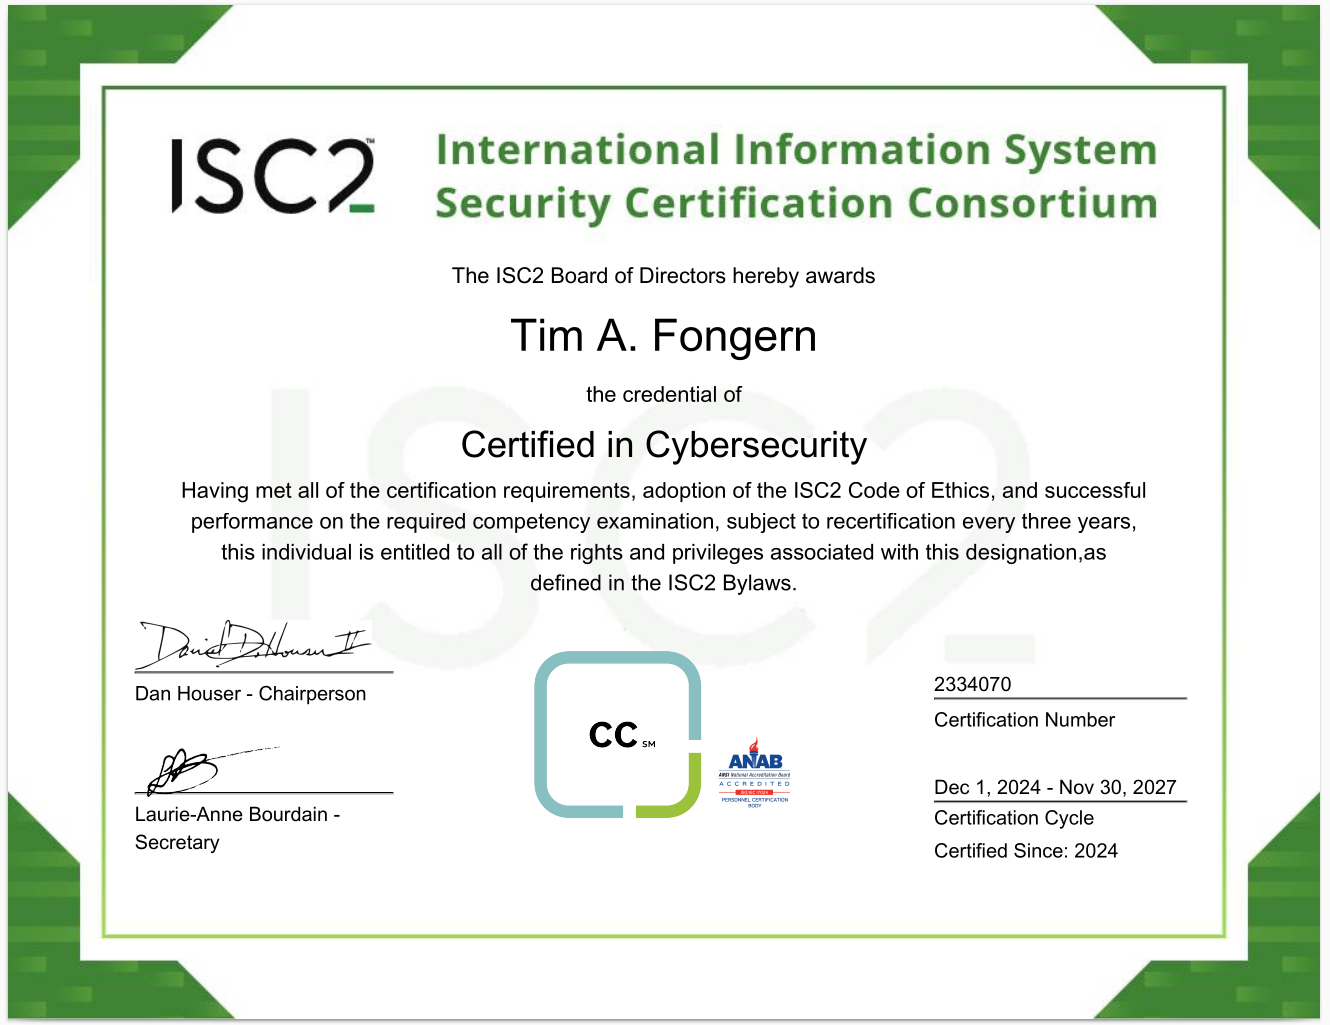 ISC2™
International Information System
Security Certification Consortium
The ISC2 Board of Directors hereby awards
Tim A. Fongern
the credential of
Certified in Cybersecurity
Having met all of the certification requirements, adoption of the ISC2 Code of Ethics, and successful
performance on the required competency examination, subject to recertification every three years,
this individual is entitled to all of the rights and privileges associated with this designation,as
defined in the ISC2 Bylaws.
ISC2
David D. Houser II
Dan Houser - Chairperson
Laurie-Anne Bourdain -
Secretary
CC SM
ANAB
ANSI National Accreditation Board
ACCREDITED
ISO/IEC 17024
PERSONNEL CERTIFICATION
BODY
2334070
Certification Number
Dec 1, 2024 - Nov 30, 2027
Certification Cycle
Certified Since: 2024